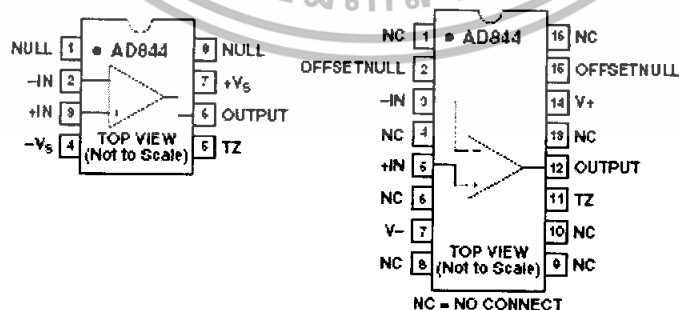 NULL 1 AD844 8 NULL
-IN 2 7 +VS
+IN 3 6 OUTPUT
-VS 4 5 TZ
TOP VIEW
(Not to Scale)
NC 1 AD844 16 NC
OFFSETNULL 2 15 OFFSETNULL
-IN 3 14 V+
NC 4 13 NC
+IN 5 12 OUTPUT
NC 6 11 TZ
V- 7 10 NC
NC 8 9 NC
TOP VIEW
(Not to Scale)
NC = NO CONNECT